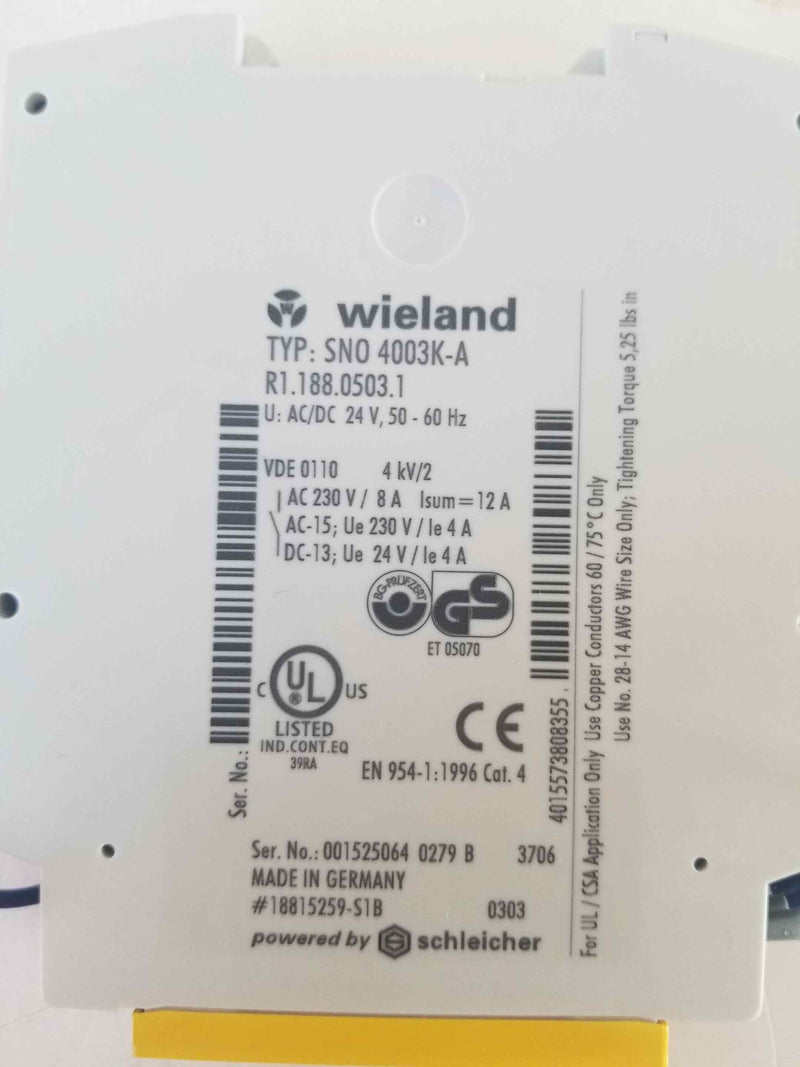 W wieland
TYP: SNO 4003K-A
R1.188.0503.1
U: AC/DC 24 V, 50 - 60 Hz
VDE 0110 4 kV/2
AC 230 V / 8 A Isum = 12 A
AC-15; Ue 230 V / Ie 4 A
DC-13; Ue 24 V / Ie 4 A
BG-PRÜFZERT
GS
ET 05070
C UL ® US
LISTED
IND.CONT.EQ
39RA
CE
EN 954-1:1996 Cat. 4
Ser. No.:
4015573808355
Ser. No.: 001525064 0279 B 3706
MADE IN GERMANY
#18815259-S1B 0303
powered by S schleicher
For UL / CSA Application Only Use Copper Conductors 60 / 75°C Only
Use No. 28-14 AWG Wire Size Only; Tightening Torque 5,25 lbs in